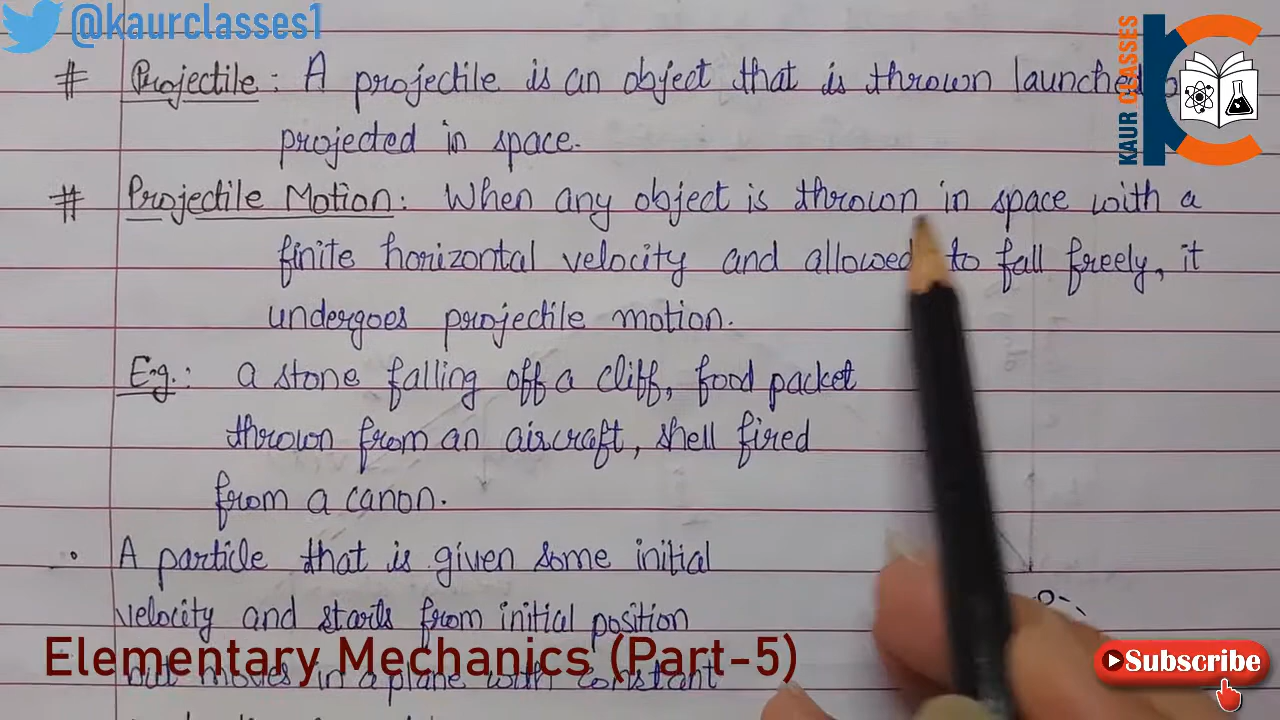 @kaurclasses1
# Projectile : A projectile is an object that is thrown launched
projected in space.
# Projectile Motion : When any object is thrown in space with a
finite horizontal velocity and allowed to fall freely, it
undergoes projectile motion.
E.g. : a stone falling off a cliff, food packet
thrown from an aircraft, shell fired
from a canon.
. A particle that is given some initial
velocity and starts from initial position
but moves in a plane with constant
KAUR CLASSES
Elementary Mechanics (Part-5)
Subscribe